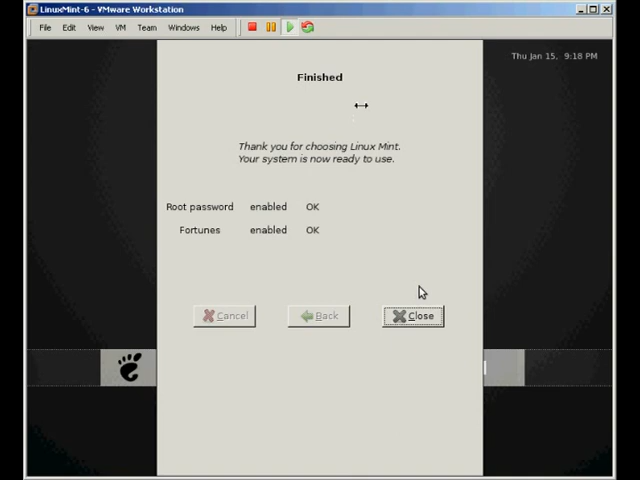 LinuxMint-6 - VMware Workstation
File Edit View VM Team Windows Help
Thu Jan 15, 9:18 PM
Finished
Thank you for choosing Linux Mint.
Your system is now ready to use.
Root password enabled OK
Fortunes enabled OK
Cancel Back Close